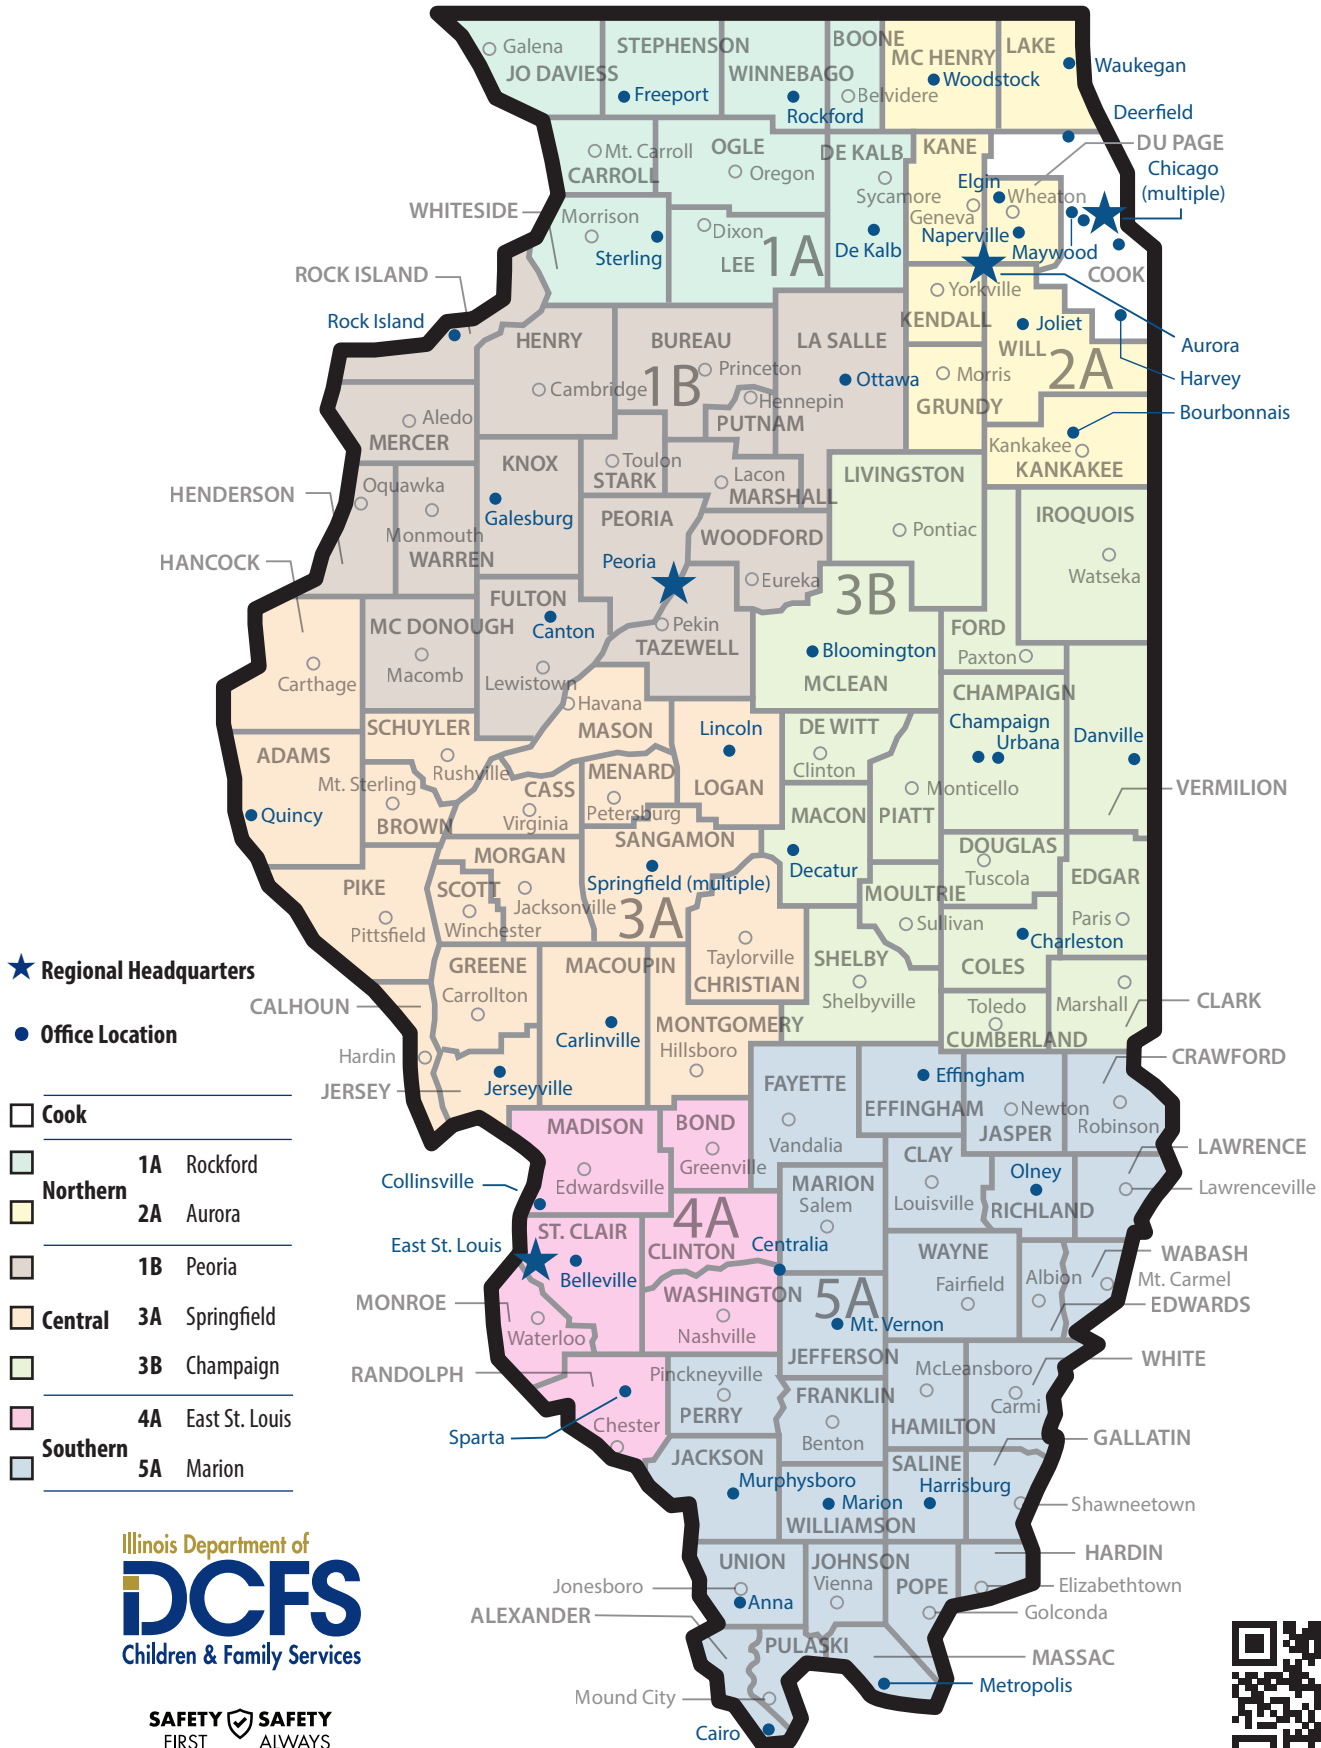 Galena
STEPHENSON
BOONE
MC HENRY
LAKE
JO DAVIESS
WINNEBAGO
Woodstock
Waukegan
Freeport
Belvidere
Rockford
Deerfield
Mt. Carroll
OGLE
DE KALB
KANE
DU PAGE
CARROLL
Oregon
Chicago
(multiple)
Sycamore
Elgin
Wheaton
WHITESIDE
Morrison
Geneva
Dixon
Naperville
Sterling
LEE
1A
De Kalb
Maywood
ROCK ISLAND
COOK
Yorkville
Rock Island
HENRY
BUREAU
LA SALLE
KENDALL
Joliet
WILL
Aurora
Princeton
1B
Ottawa
Morris
2A
Harvey
Cambridge
Hennepin
GRUNDY
Bourbonnais
Aledo
PUTNAM
MERCER
Kankakee
KNOX
Toulon
LIVINGSTON
KANKAKEE
STARK
Lacon
Oquawka
MARSHALL
HENDERSON
Galesburg
PEORIA
IROQUOIS
Monmouth
WOODFORD
Pontiac
WARREN
HANCOCK
Peoria
Eureka
3B
Watseka
FULTON
MC DONOUGH
Canton
Pekin
FORD
TAZEWELL
Bloomington
Paxton
Macomb
Carthage
Lewistown
MCLEAN
CHAMPAIGN
Havana
SCHUYLER
MASON
Lincoln
DE WITT
Champaign
Urbana
Danville
ADAMS
Rushville
MENARD
Clinton
Mt. Sterling
CASS
LOGAN
Monticello
VERMILION
Quincy
Petersburg
BROWN
Virginia
MACON
PIATT
SANGAMON
DOUGLAS
MORGAN
Decatur
PIKE
SCOTT
Springfield (multiple)
Tuscola
EDGAR
MOULTRIE
Jacksonville
3A
Winchester
Sullivan
Paris
Pittsfield
Charleston
Taylorville
SHELBY
GREENE
MACOUPIN
COLES
CHRISTIAN
Carrollton
Shelbyville
Toledo
Marshall
CLARK
CALHOUN
MONTGOMERY
Carlinville
CUMBERLAND
Hardin
Hillsboro
CRAWFORD
JERSEY
Jerseyville
FAYETTE
Effingham
EFFINGHAM
Newton
MADISON
BOND
Robinson
Vandalia
JASPER
LAWRENCE
CLAY
Greenville
Olney
Collinsville
Edwardsville
MARION
Lawrenceville
Salem
Louisville
RICHLAND
4A
ST. CLAIR
East St. Louis
CLINTON
Centralia
WAYNE
WABASH
Belleville
Albion
Mt. Carmel
Fairfield
WASHINGTON
5A
MONROE
EDWARDS
Waterloo
Nashville
Mt. Vernon
JEFFERSON
WHITE
RANDOLPH
Pinckneyville
McLeansboro
FRANKLIN
Carmi
PERRY
Chester
HAMILTON
Sparta
Benton
GALLATIN
JACKSON
SALINE
Murphysboro
Harrisburg
Marion
Shawneetown
WILLIAMSON
UNION
JOHNSON
HARDIN
Jonesboro
Vienna
POPE
Elizabethtown
Anna
ALEXANDER
Golconda
PULASKI
MASSAC
Metropolis
Mound City
Cairo
Regional Headquarters
Office Location
Cook
1A Rockford
Northern
2A Aurora
1B Peoria
Central 3A Springfield
3B Champaign
4A East St. Louis
Southern
5A Marion
Illinois Department of
DCFS
Children & Family Services
SAFETY SAFETY
FIRST ALWAYS